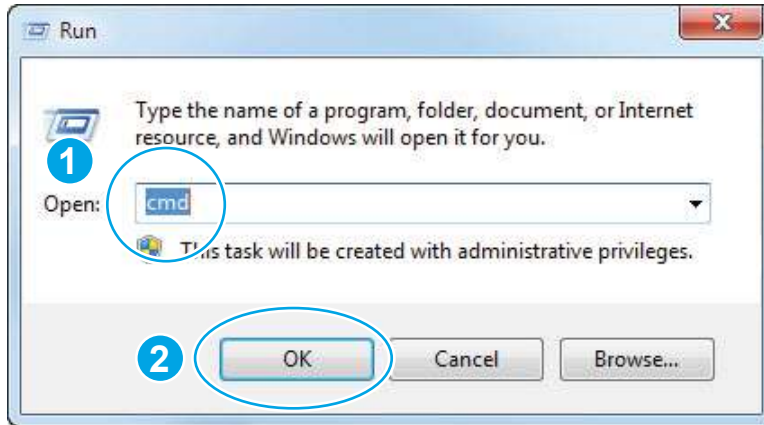 Run
Type the name of a program, folder, document, or Internet
resource, and Windows will open it for you.
1
Open: cmd
This task will be created with administrative privileges.
2 OK Cancel Browse...